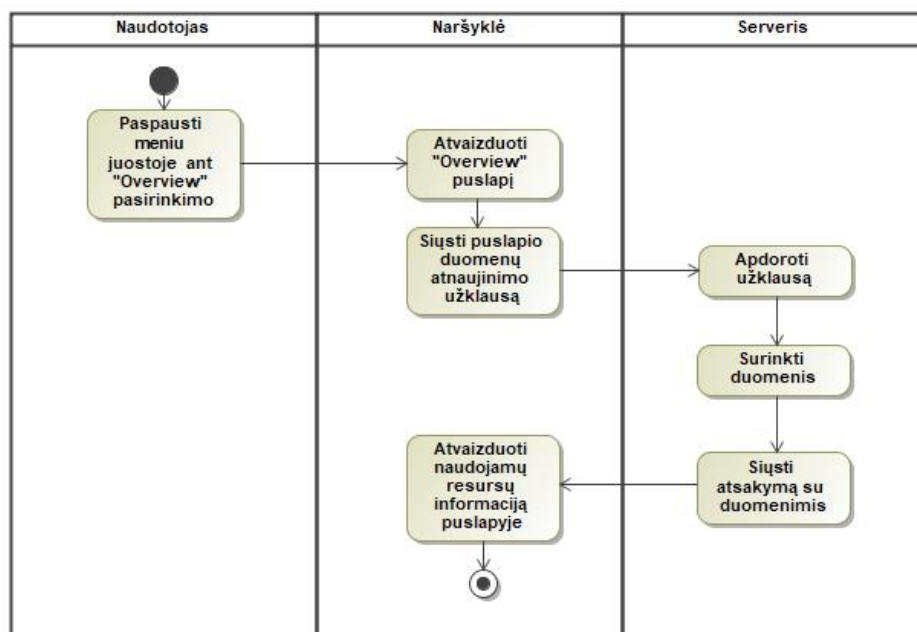 Naudotojas
Naršyklė
Serveris
Paspausti
meniu
juostoje ant
"Overview"
pasirinkimo
Atvaizduoti
"Overview"
puslapį
Siųsti puslapio
duomenų
atnaujinimo
užklausą
Apdoroti
užklausą
Surinkti
duomenis
Siųsti
atsakymą su
duomenimis
Atvaizduoti
naudojamų
resursų
informaciją
puslapyje